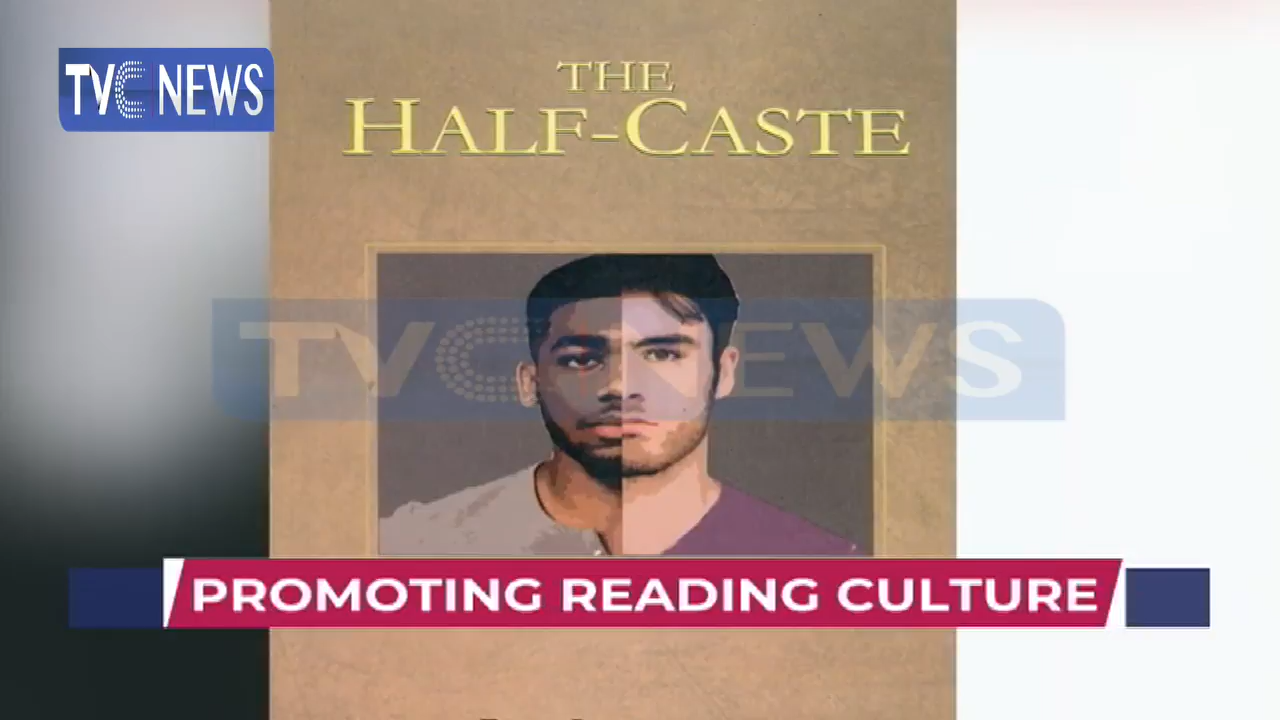 TVC NEWS
THE
HALF-CASTE
TVC NEWS
PROMOTING READING CULTURE